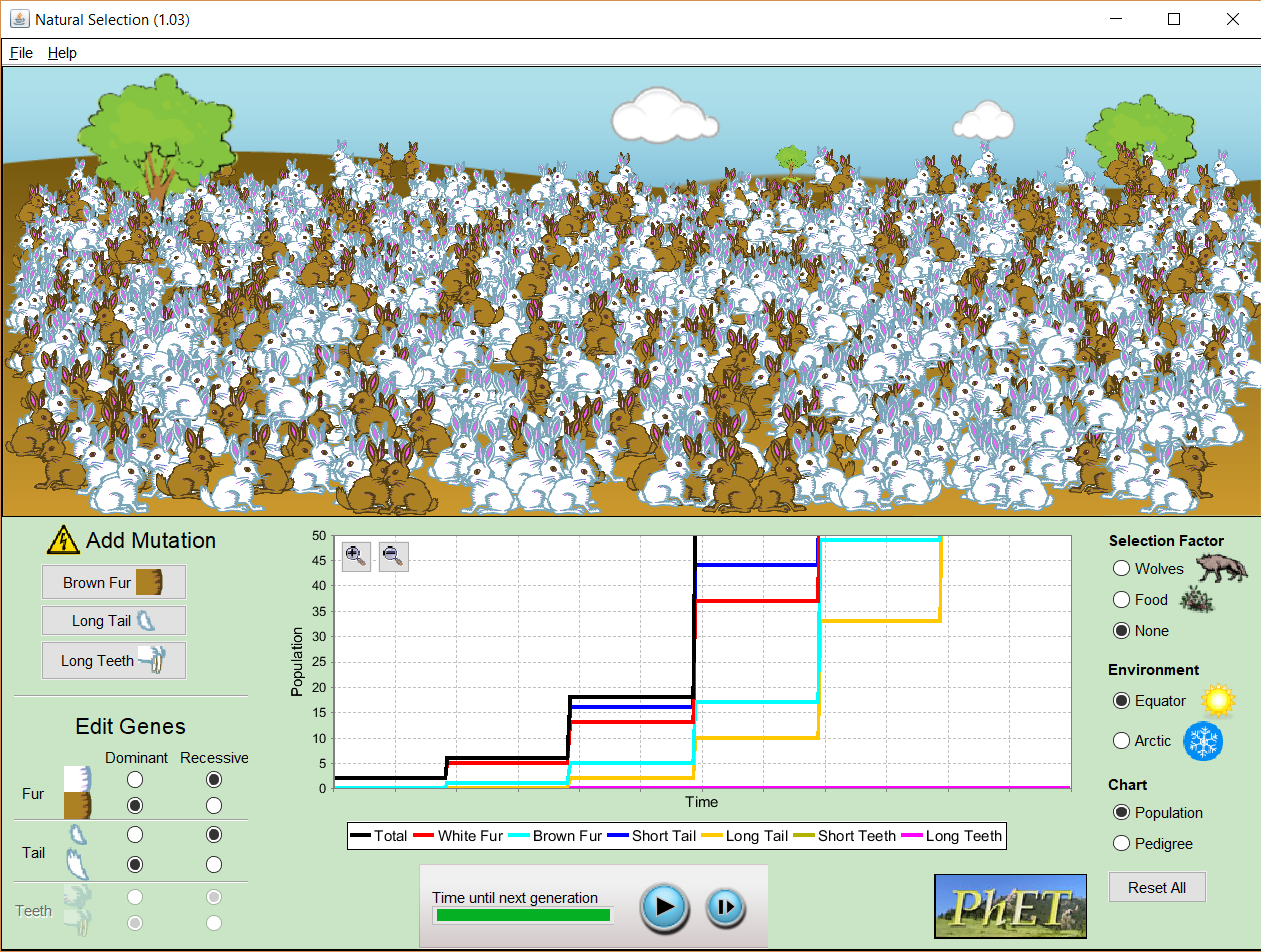 Natural Selection (1.03)
File Help
Add Mutation
Brown Fur
Long Tail
Long Teeth
Edit Genes
Dominant Recessive
Fur
Tail
Teeth
50
45
40
35
30
25
20
15
10
5
0
Population
Time
Total White Fur Brown Fur Short Tail Long Tail Short Teeth Long Teeth
Time until next generation
PhET
Selection Factor
Wolves
Food
None
Environment
Equator
Arctic
Chart
Population
Pedigree
Reset All